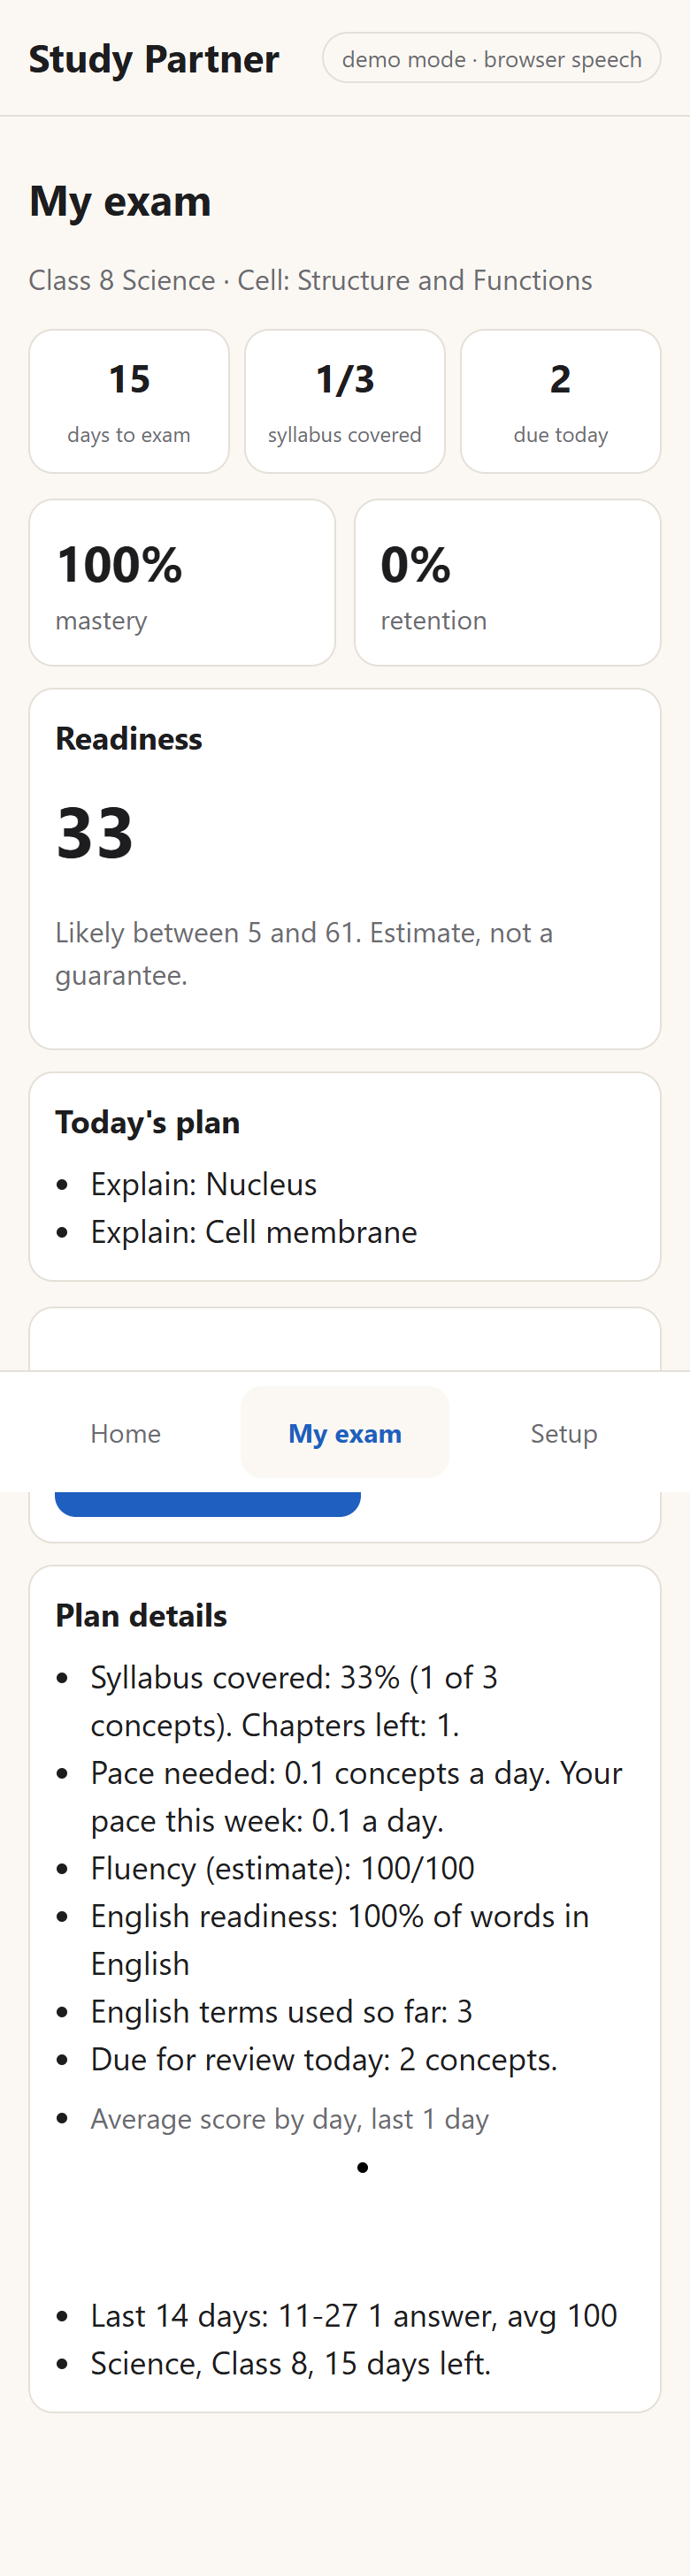 Study Partner
demo mode · browser speech
My exam
Class 8 Science · Cell: Structure and Functions
15
days to exam
1/3
syllabus covered
2
due today
100%
mastery
0%
retention
Readiness
33
Likely between 5 and 61. Estimate, not a
guarantee.
Today's plan
• Explain: Nucleus
• Explain: Cell membrane
Home
My exam
Setup
Plan details
• Syllabus covered: 33% (1 of 3
concepts). Chapters left: 1.
• Pace needed: 0.1 concepts a day. Your
pace this week: 0.1 a day.
• Fluency (estimate): 100/100
• English readiness: 100% of words in
English
• English terms used so far: 3
• Due for review today: 2 concepts.
• Average score by day, last 1 day
• Last 14 days: 11-27 1 answer, avg 100
• Science, Class 8, 15 days left.